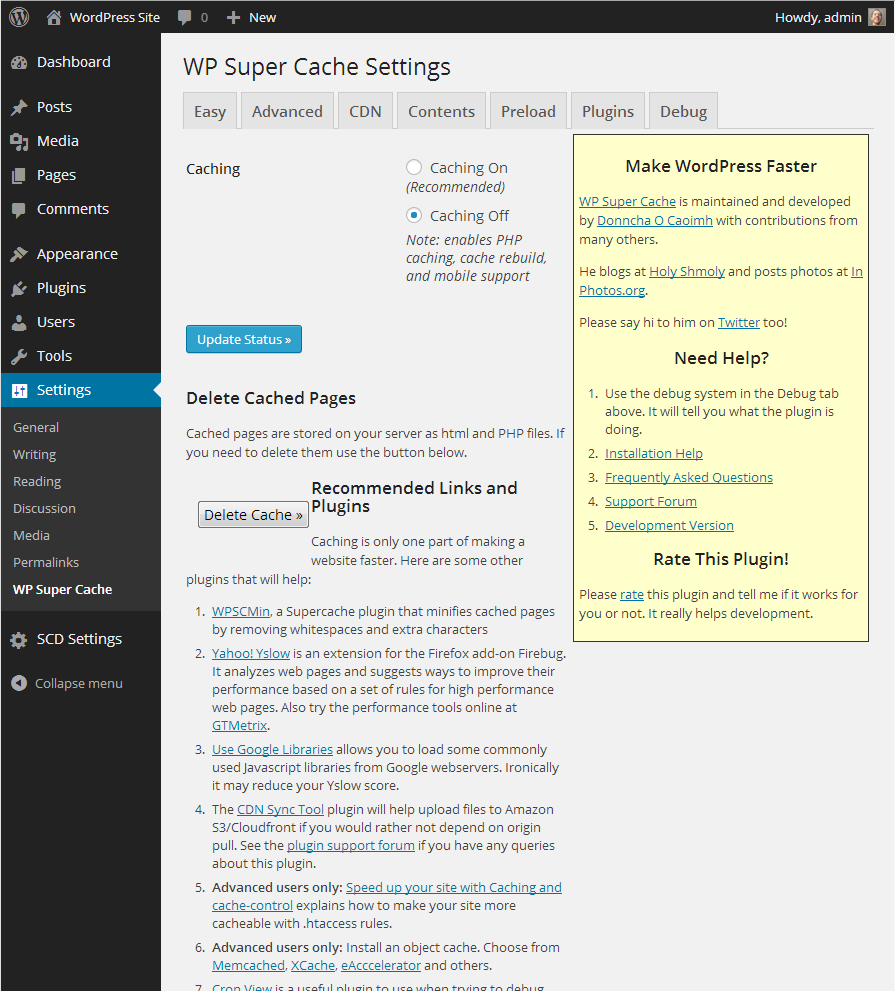 WordPress Site 0 New Howdy, admin
Dashboard
Posts
Media
Pages
Comments
Appearance
Plugins
Users
Tools
Settings
General
Writing
Reading
Discussion
Media
Permalinks
WP Super Cache
SCD Settings
Collapse menu
WP Super Cache Settings
Easy Advanced CDN Contents Preload Plugins Debug
Caching
Caching On
(Recommended)
Caching Off
Note: enables PHP
caching, cache rebuild,
and mobile support
Update Status »
Delete Cached Pages
Cached pages are stored on your server as html and PHP files. If
you need to delete them use the button below.
Delete Cache »
Recommended Links and
Plugins
Caching is only one part of making a
website faster. Here are some other
plugins that will help:
1. WPSCMin, a Supercache plugin that minifies cached pages
by removing whitespaces and extra characters
2. Yahoo! Yslow is an extension for the Firefox add-on Firebug.
It analyzes web pages and suggests ways to improve their
performance based on a set of rules for high performance
web pages. Also try the performance tools online at
GTMetrix.
3. Use Google Libraries allows you to load some commonly
used Javascript libraries from Google webservers. Ironically
it may reduce your Yslow score.
4. The CDN Sync Tool plugin will help upload files to Amazon
S3/Cloudfront if you would rather not depend on origin
pull. See the plugin support forum if you have any queries
about this plugin.
5. Advanced users only: Speed up your site with Caching and
cache-control explains how to make your site more
cacheable with .htaccess rules.
6. Advanced users only: Install an object cache. Choose from
Memcached, XCache, eAcccelerator and others.
7. Cron View is a useful plugin to use when trying to debug
Make WordPress Faster
WP Super Cache is maintained and developed
by Donncha O Caoimh with contributions from
many others.
He blogs at Holy Shmoly and posts photos at In
Photos.org.
Please say hi to him on Twitter too!
Need Help?
1. Use the debug system in the Debug tab
above. It will tell you what the plugin is
doing.
2. Installation Help
3. Frequently Asked Questions
4. Support Forum
5. Development Version
Rate This Plugin!
Please rate this plugin and tell me if it works for
you or not. It really helps development.